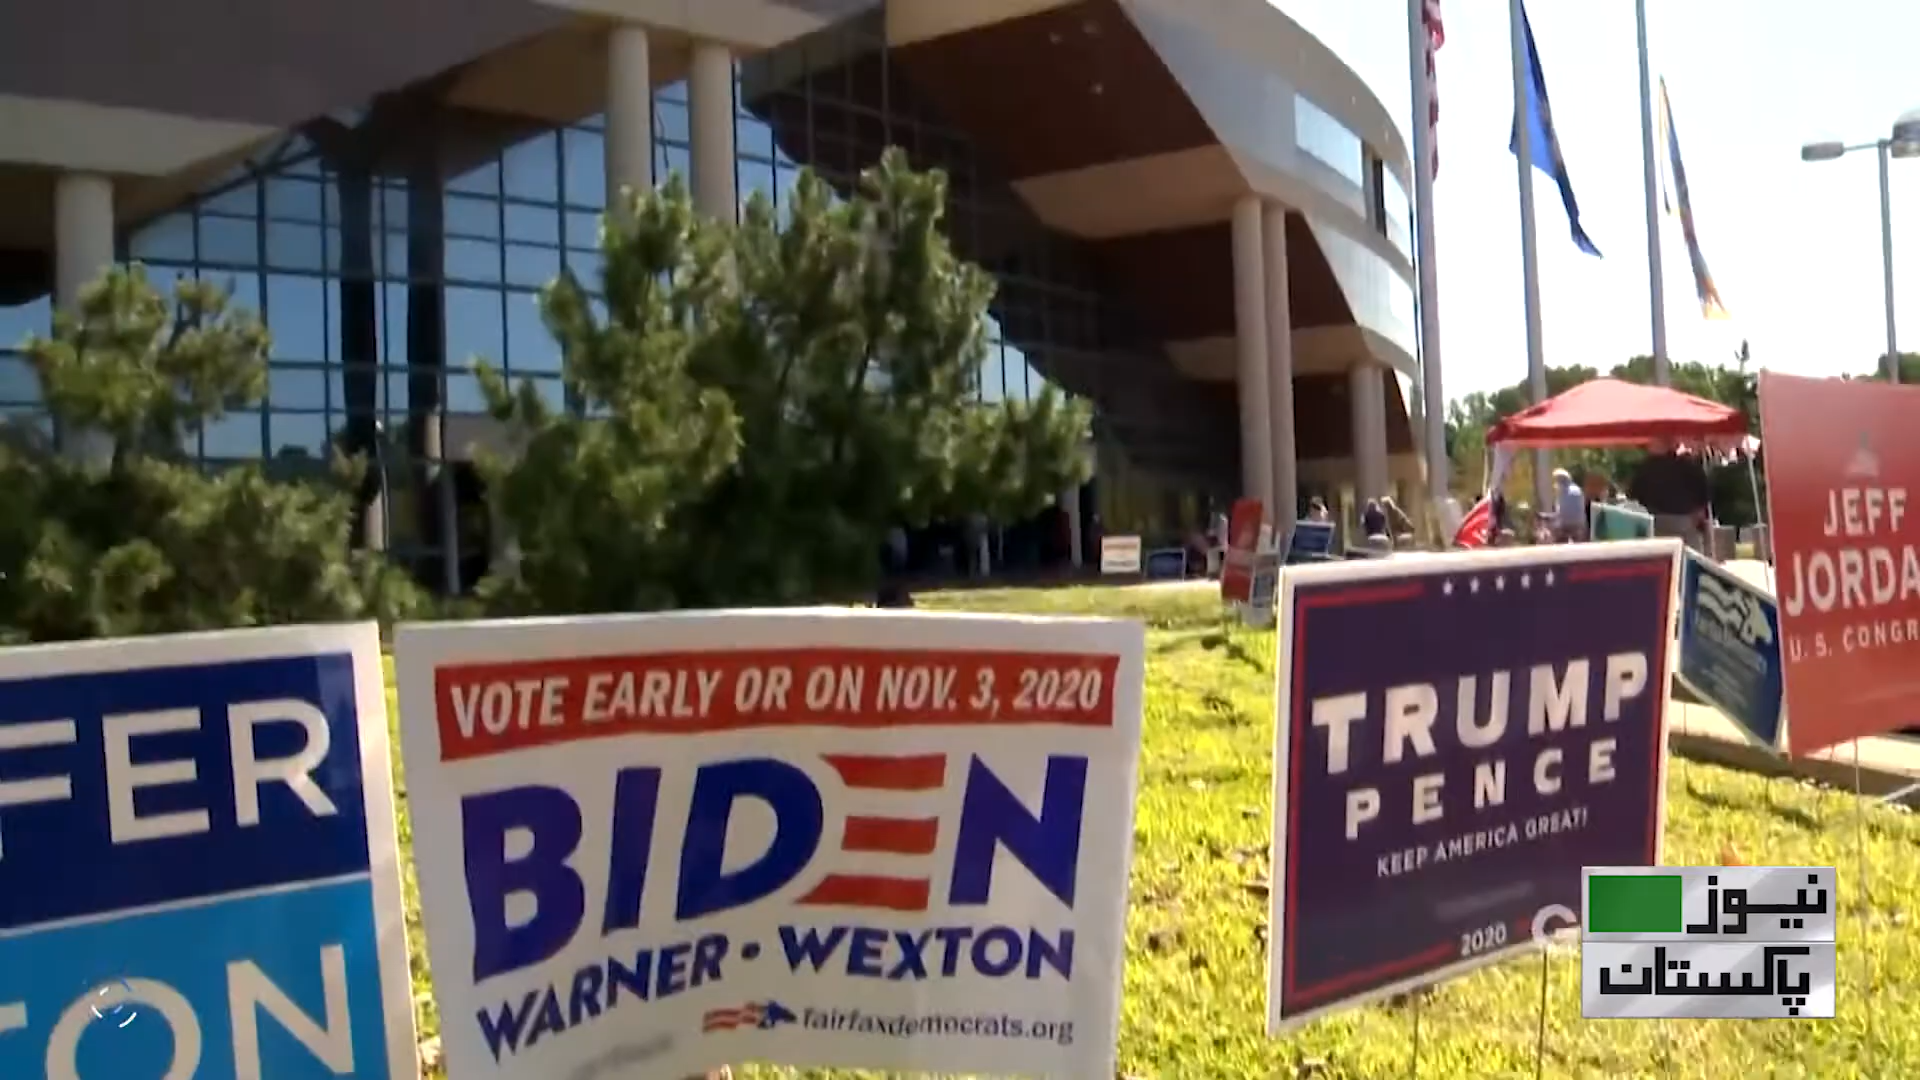 FER
TON
VOTE EARLY OR ON NOV. 3, 2020
BIDEN
WARNER • WEXTON
fairfaxdemocrats.org
TRUMP
PENCE
KEEP AMERICA GREAT!
2020
JEFF
JORDA
U.S. CONGR
نیوز
پاکستان